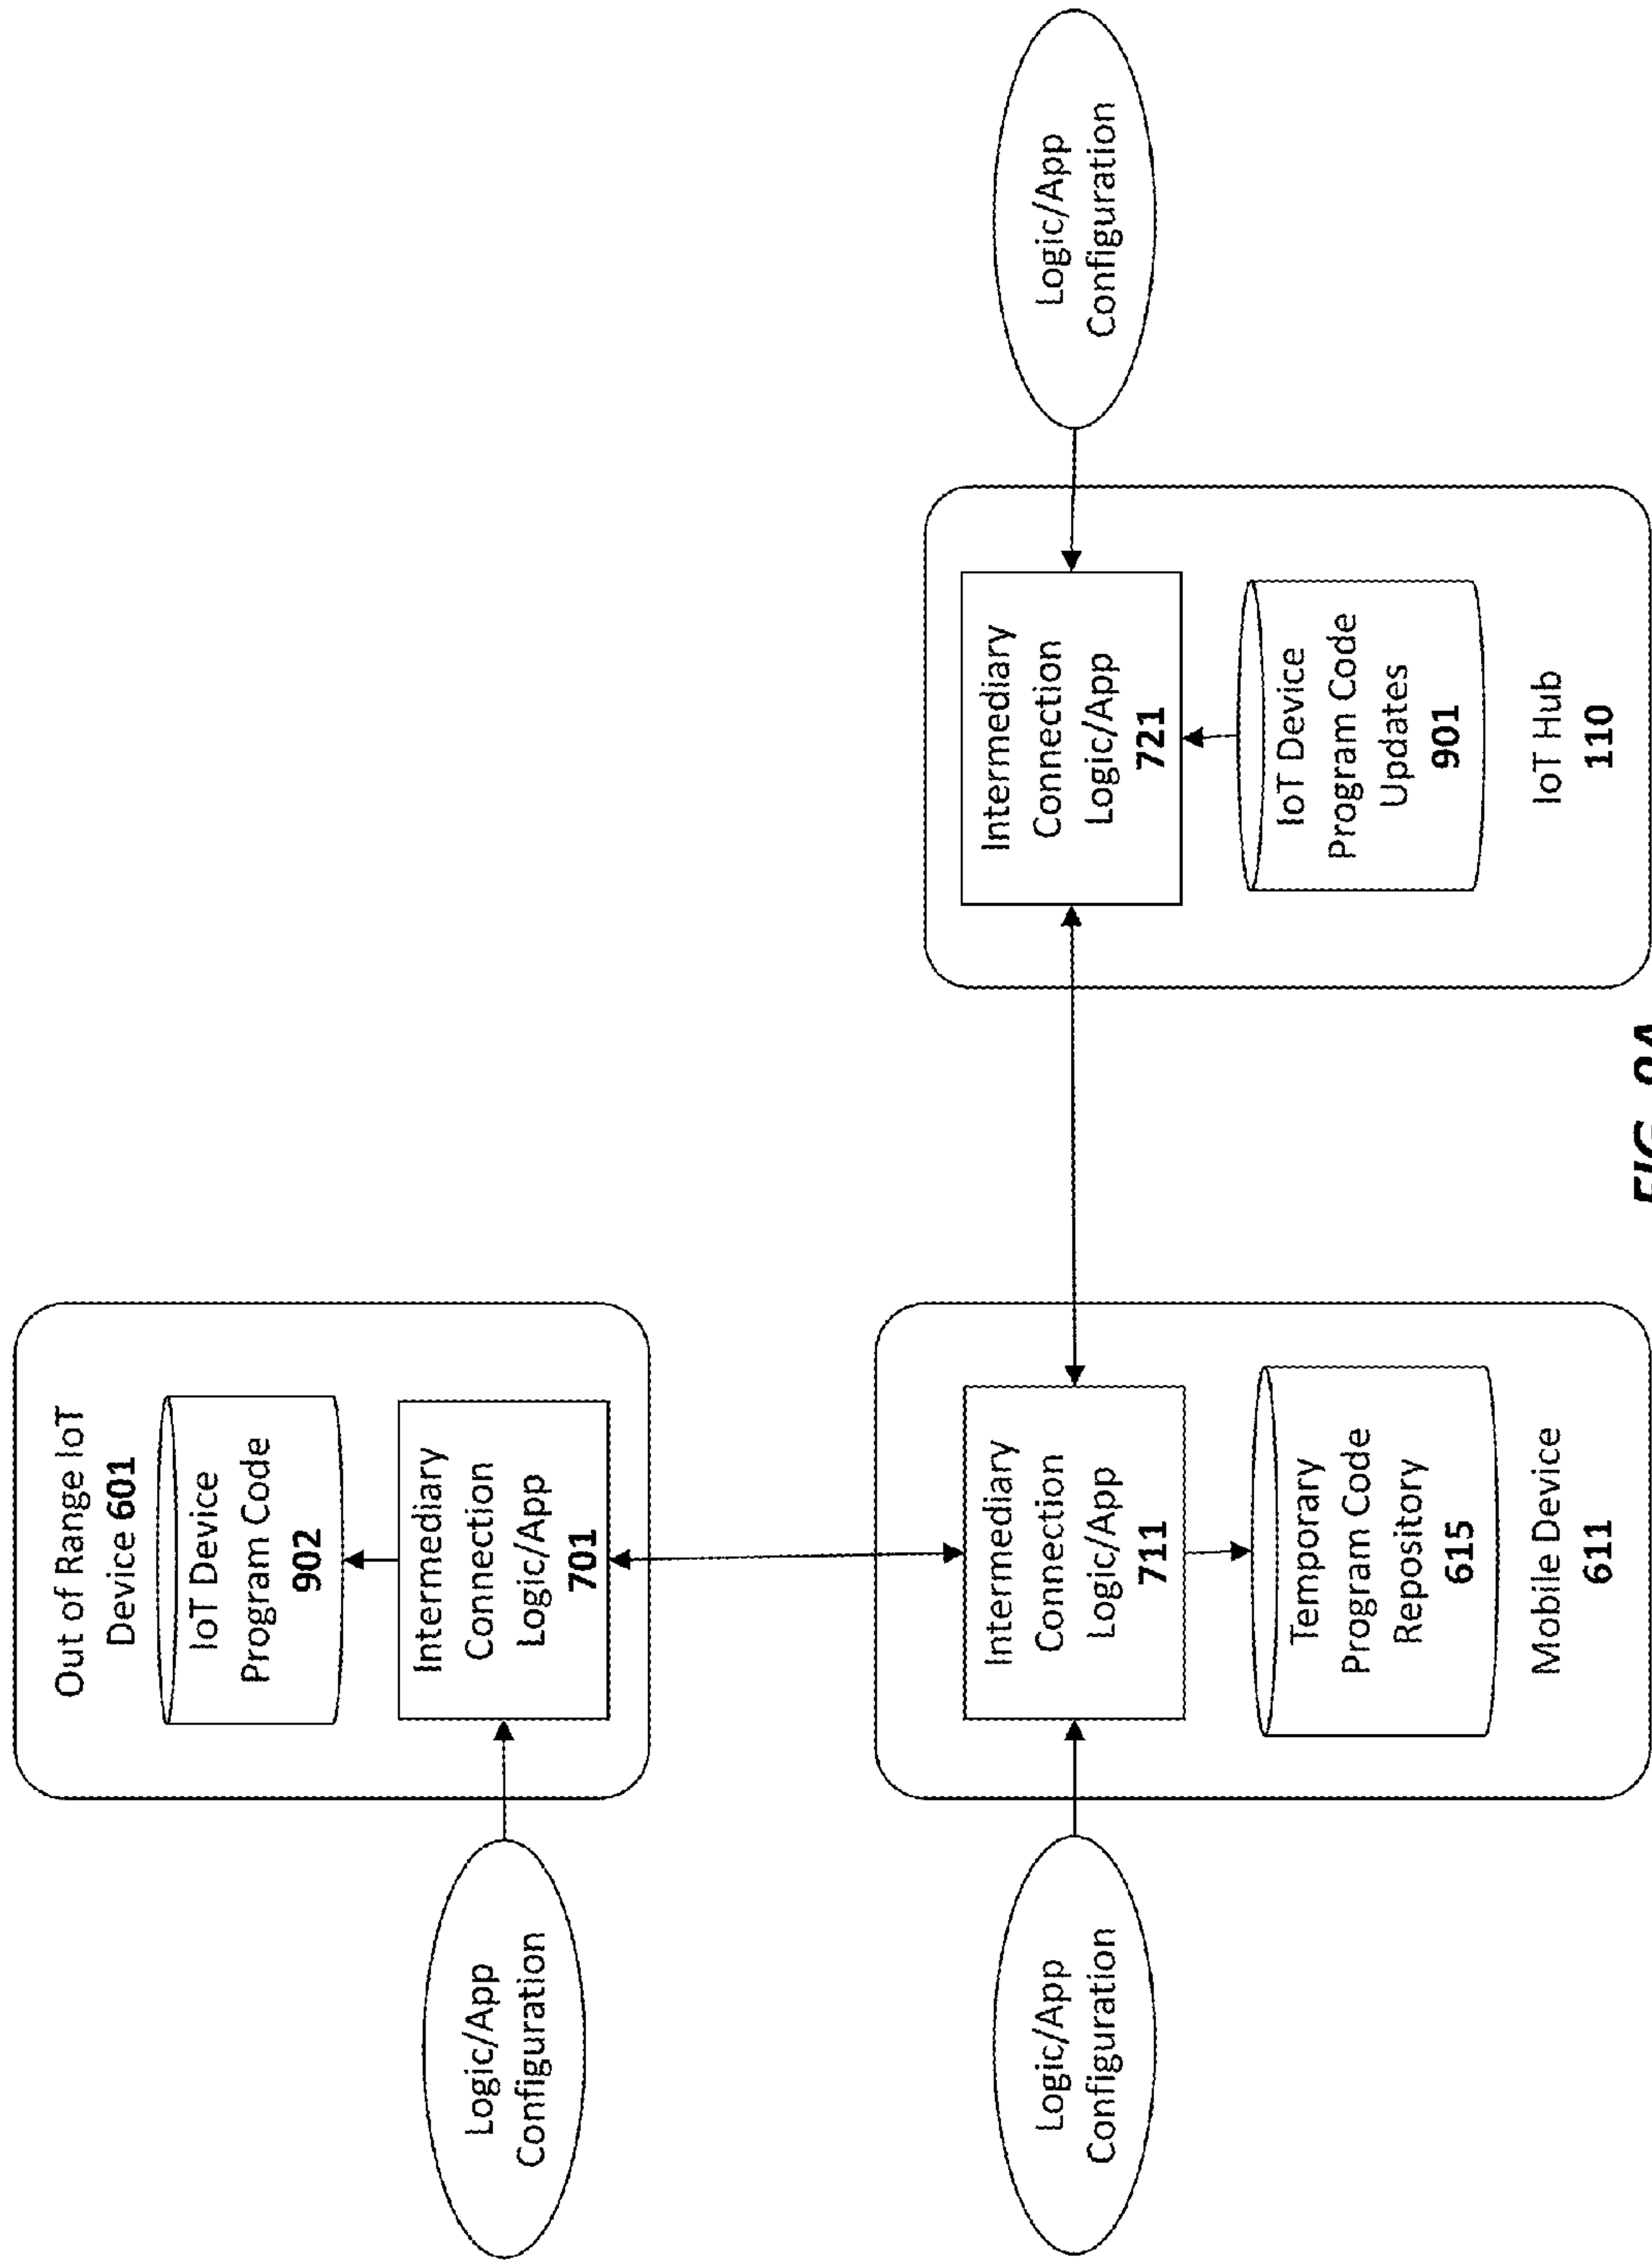 Out of Range IoT
Device 601
IoT Device
Program Code
902
Logic/App
Configuration
Intermediary
Connection
Logic/App
701
Logic/App
Configuration
Intermediary
Connection
Logic/App
711
Temporary
Program Code
Repository
615
Mobile Device
611
Intermediary
Connection
Logic/App
721
IoT Device
Program Code
Updates
901
IoT Hub
110
Logic/App
Configuration